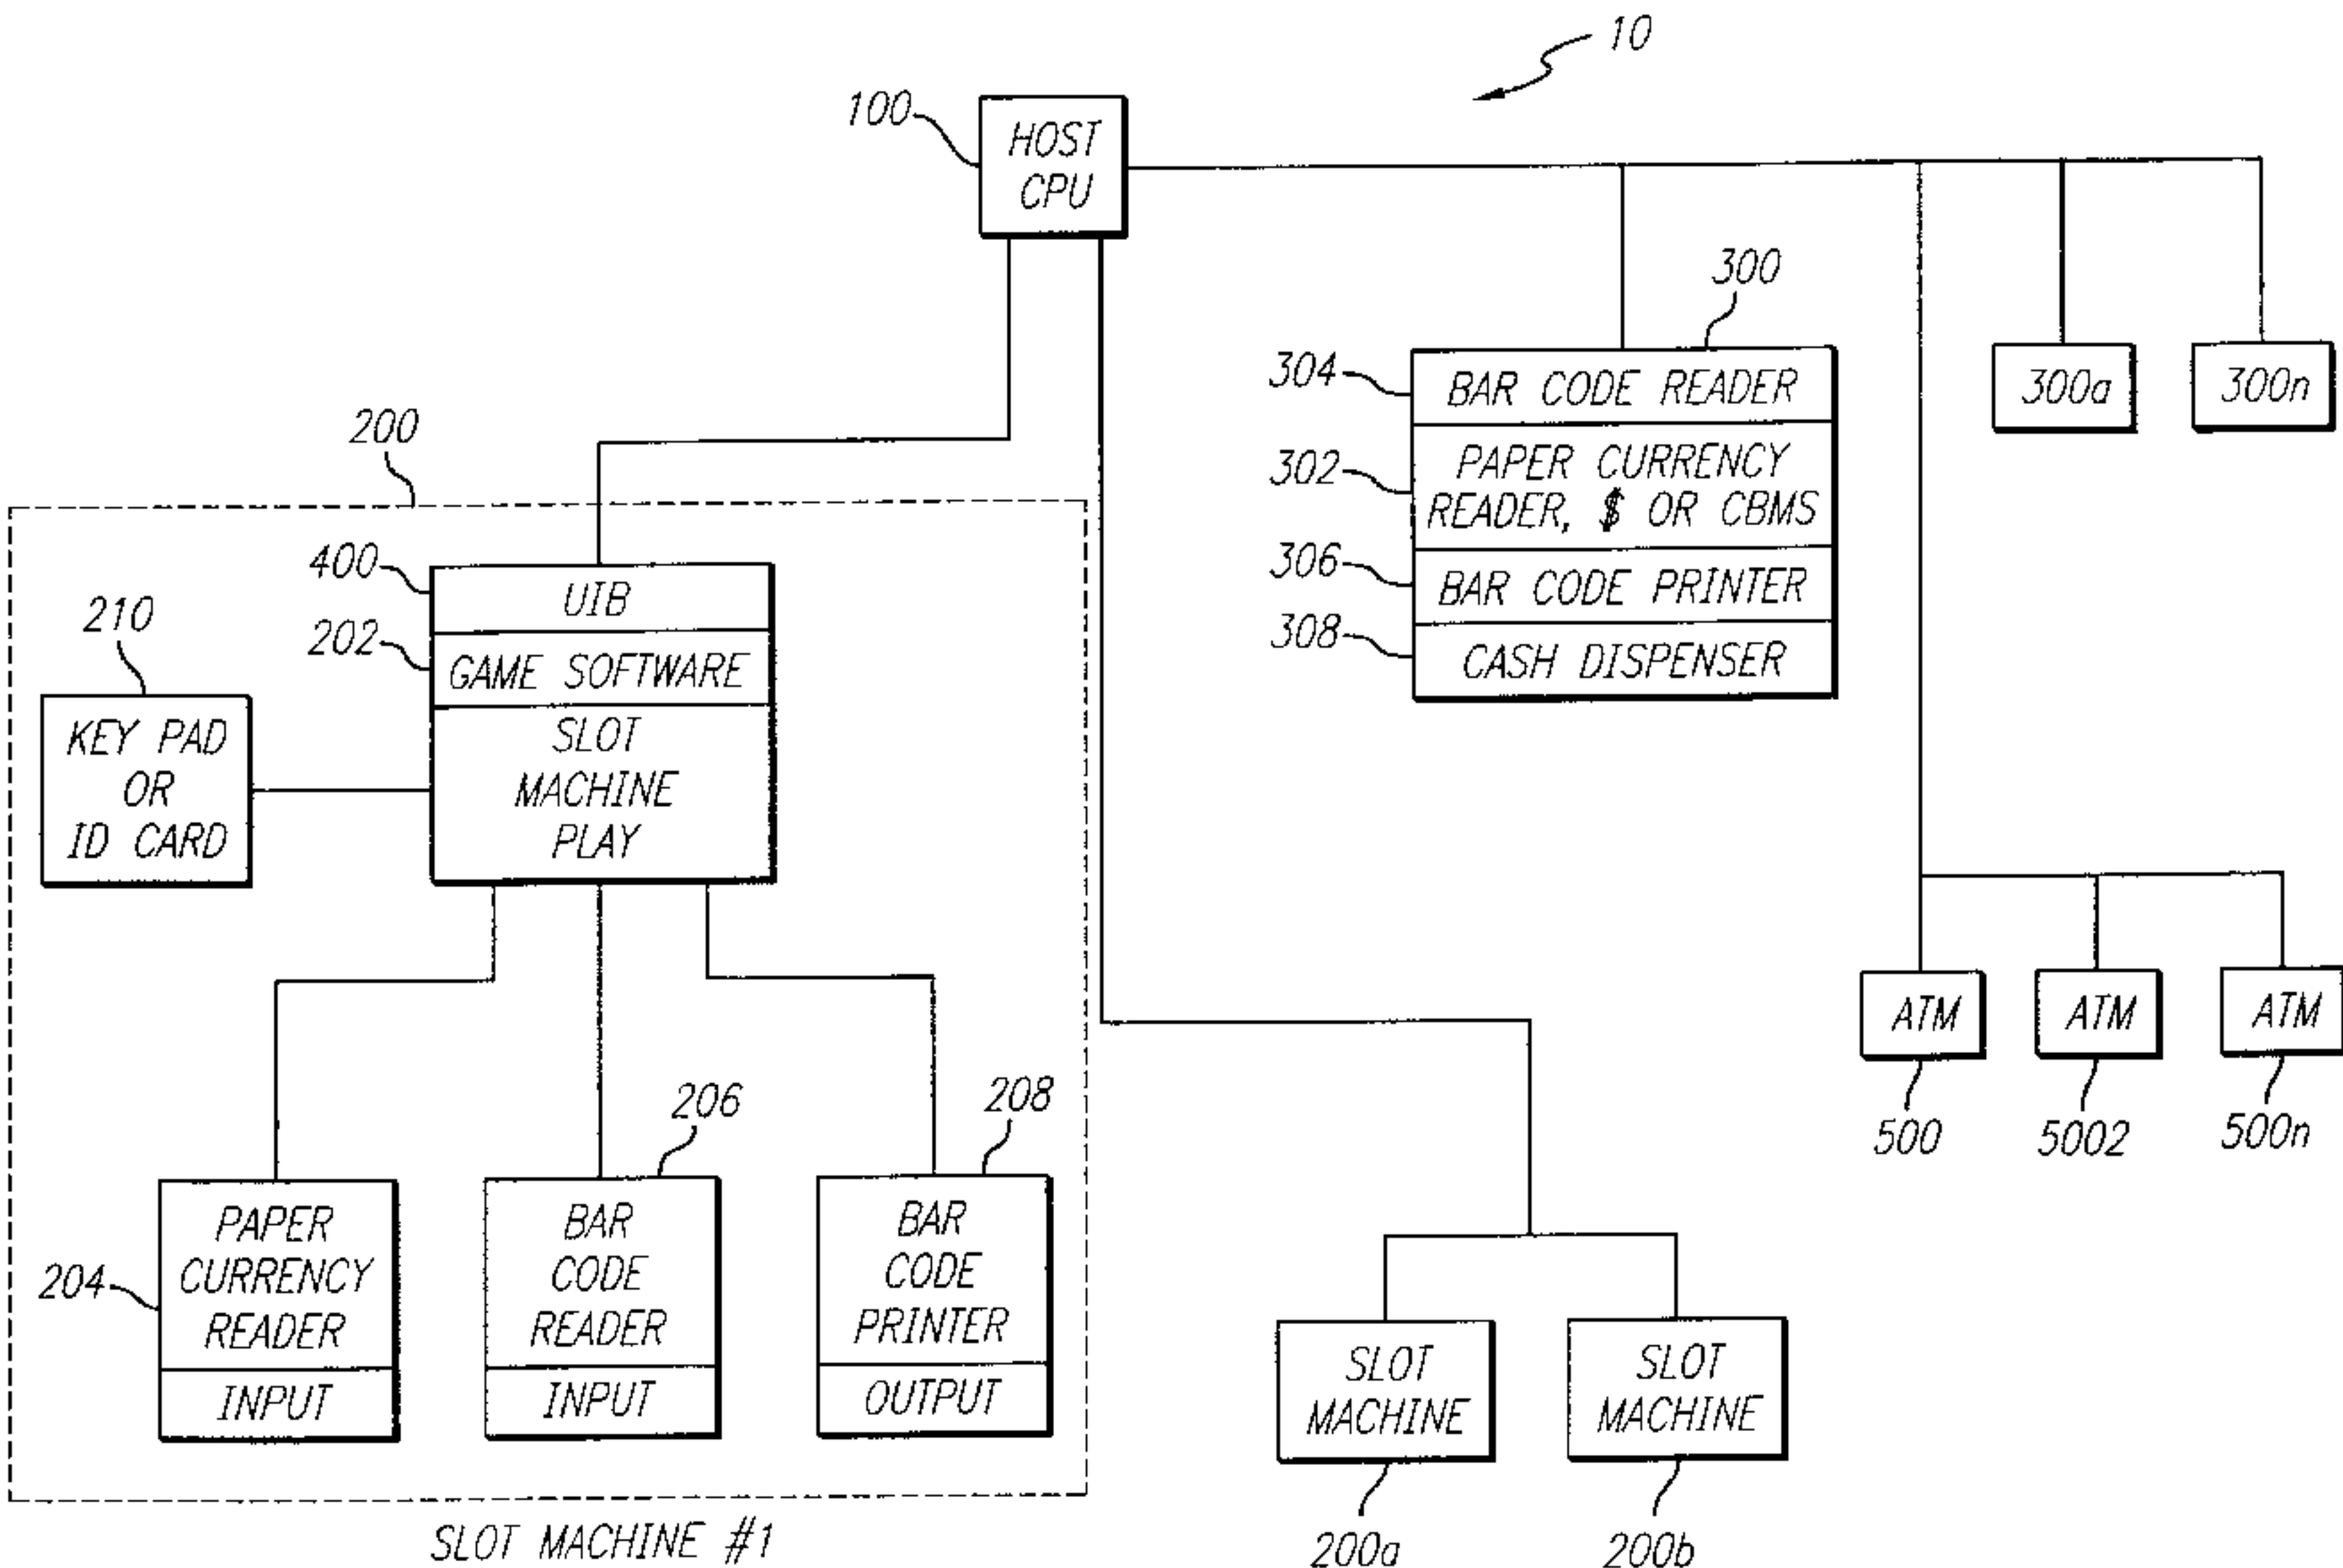 10
100
HOST
CPU
300
304
BAR CODE READER
302
PAPER CURRENCY
READER, $ OR CBMS
306
BAR CODE PRINTER
308
CASH DISPENSER
300a
300n
200
400
UIB
202
GAME SOFTWARE
SLOT
MACHINE
PLAY
210
KEY PAD
OR
ID CARD
204
PAPER
CURRENCY
READER
INPUT
206
BAR
CODE
READER
INPUT
208
BAR
CODE
PRINTER
OUTPUT
SLOT MACHINE #1
ATM
500
ATM
5002
ATM
500n
SLOT
MACHINE
200a
SLOT
MACHINE
200b